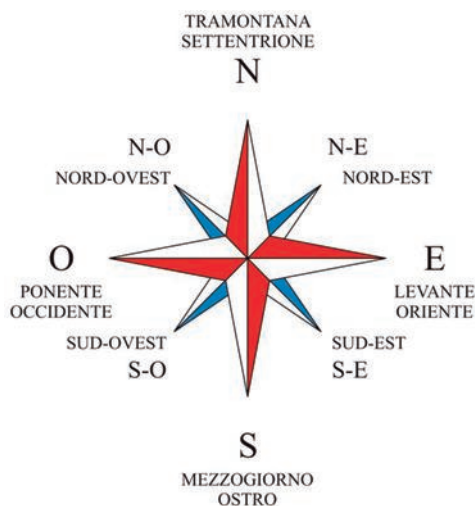 TRAMONTANA
SETTENTRIONE
N
N-O
NORD-OVEST
N-E
NORD-EST
O
PONENTE
OCCIDENTE
E
LEVANTE
ORIENTE
SUD-OVEST
S-O
SUD-EST
S-E
S
MEZZOGIORNO
OSTRO